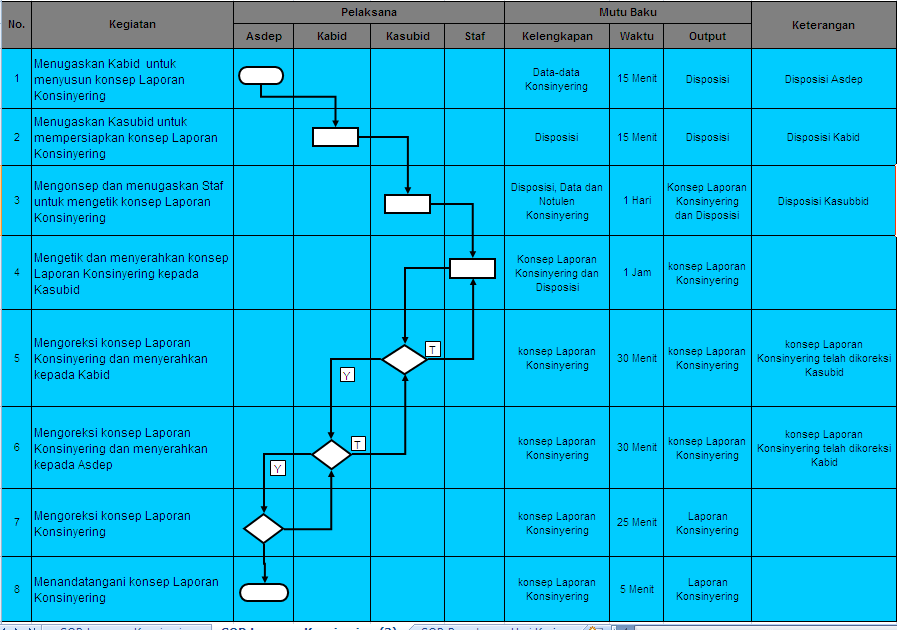 No.
Kegiatan
Pelaksana
Mutu Baku
Keterangan
Asdep
Kabid
Kasubid
Staf
Kelengkapan
Waktu
Output
1
Menugaskan Kabid untuk
menyusun konsep Laporan
Konsinyering
Data-data
Konsinyering
15 Menit
Disposisi
Disposisi Asdep
2
Menugaskan Kasubid untuk
mempersiapkan konsep Laporan
Konsinyering
Disposisi
15 Menit
Disposisi
Disposisi Kabid
3
Mengonsep dan menugaskan Staf
untuk mengetik konsep Laporan
Konsinyering
Disposisi, Data dan
Notulen
Konsinyering
1 Hari
Konsep Laporan
Konsinyering
dan Disposisi
Disposisi Kasubbid
4
Mengetik dan menyerahkan konsep
Laporan Konsinyering kepada
Kasubid
Konsep Laporan
Konsinyering dan
Disposisi
1 Jam
konsep Laporan
Konsinyering
5
Mengoreksi konsep Laporan
Konsinyering dan menyerahkan
kepada Kabid
T
Y
konsep Laporan
Konsinyering
30 Menit
konsep Laporan
Konsinyering
konsep Laporan
Konsinyering telah dikoreksi
Kasubid
6
Mengoreksi konsep Laporan
Konsinyering dan menyerahkan
kepada Asdep
T
Y
konsep Laporan
Konsinyering
30 Menit
konsep Laporan
Konsinyering
konsep Laporan
Konsinyering telah dikoreksi
Kabid
7
Mengoreksi konsep Laporan
Konsinyering
konsep Laporan
Konsinyering
25 Menit
Laporan
Konsinyering
8
Menandatangani konsep Laporan
Konsinyering
konsep Laporan
Konsinyering
5 Menit
Laporan
Konsinyering